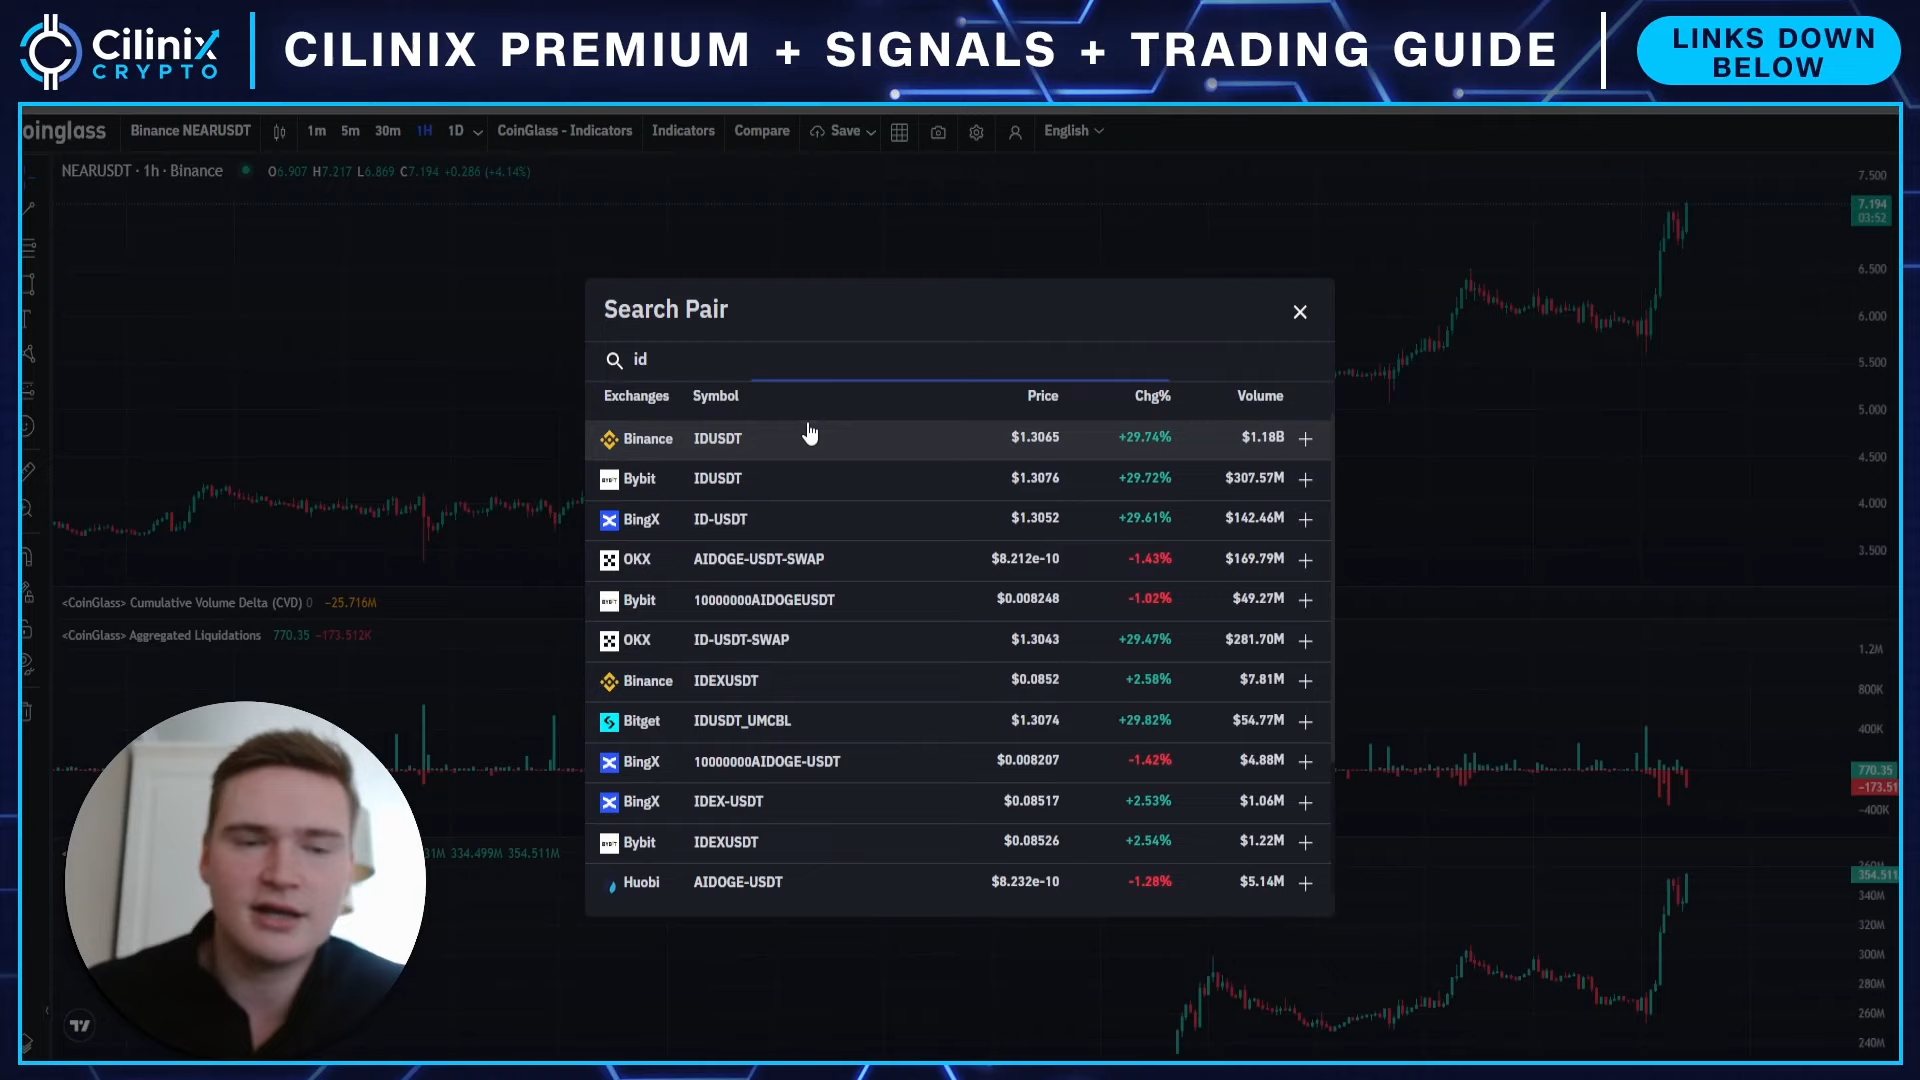 Cilinix
CRYPTO
CILINIX PREMIUM + SIGNALS + TRADING GUIDE
LINKS DOWN
BELOW
oinglass
Binance NEARUSDT
1m 5m 30m 1H 1D
CoinGlass - Indicators
Indicators
Compare
Save
English
NEARUSDT · 1h · Binance
O6.907 H7.217 L6.869 C7.194 +0.286 (+4.14%)
7.500
7.194
03:52
6.500
6.000
5.500
5.000
4.500
4.000
3.500
Search Pair
id
Exchanges Symbol Price Chg% Volume
Binance IDUSDT $1.3065 +29.74% $1.18B
Bybit IDUSDT $1.3076 +29.72% $307.57M
BingX ID-USDT $1.3052 +29.61% $142.46M
OKX AIDOGE-USDT-SWAP $8.212e-10 -1.43% $169.79M
Bybit 10000000AIDOGEUSDT $0.008248 -1.02% $49.27M
OKX ID-USDT-SWAP $1.3043 +29.47% $281.70M
Binance IDEXUSDT $0.0852 +2.58% $7.81M
Bitget IDUSDT_UMCBL $1.3074 +29.82% $54.77M
BingX 10000000AIDOGE-USDT $0.008207 -1.42% $4.88M
BingX IDEX-USDT $0.08517 +2.53% $1.06M
Bybit IDEXUSDT $0.08526 +2.54% $1.22M
Huobi AIDOGE-USDT $8.232e-10 -1.28% $5.14M
<CoinGlass> Cumulative Volume Delta (CVD) 0 −25.716M
<CoinGlass> Aggregated Liquidations 770.35 −173.512K
1.2M
800K
400K
770.35
−173.51
−400K
31M 334.499M 354.511M
360M
354.511
340M
320M
300M
280M
260M
240M